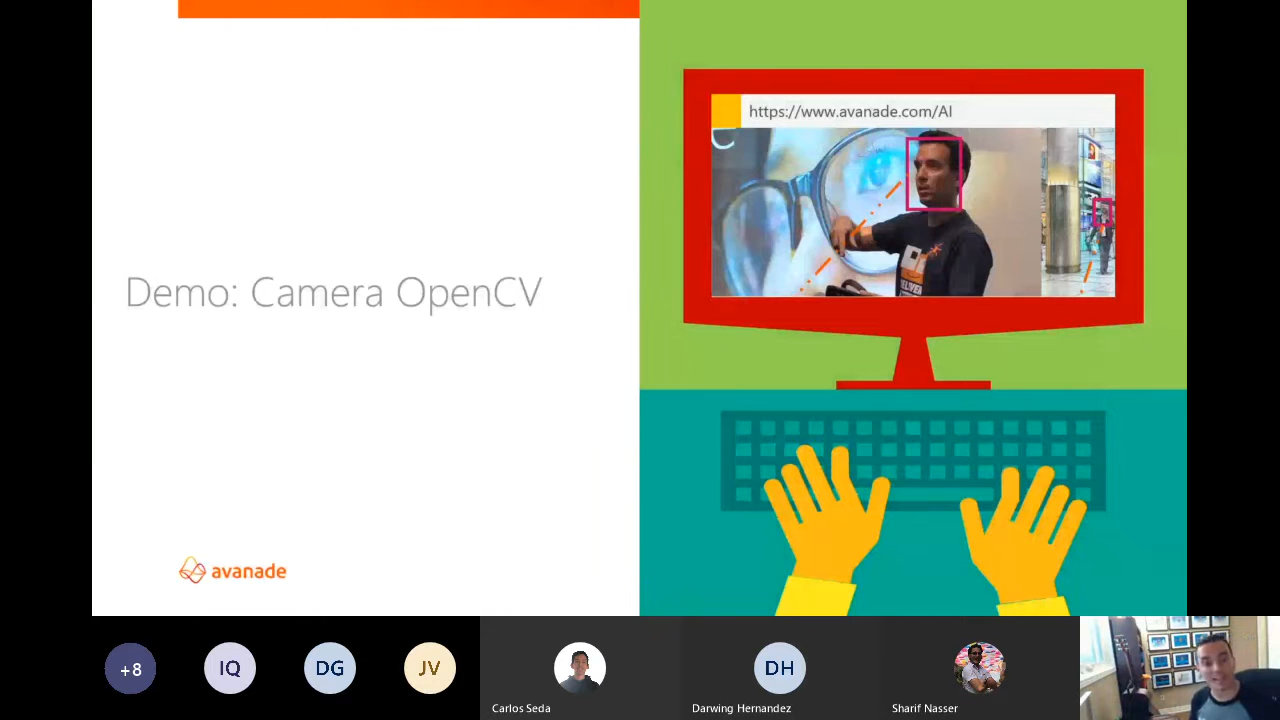 https://www.avanade.com/AI
DELIVER
Demo: Camera OpenCV
avanade
+8
IQ
DG
JV
Carlos Seda
DH
Darwing Hernandez
Sharif Nasser